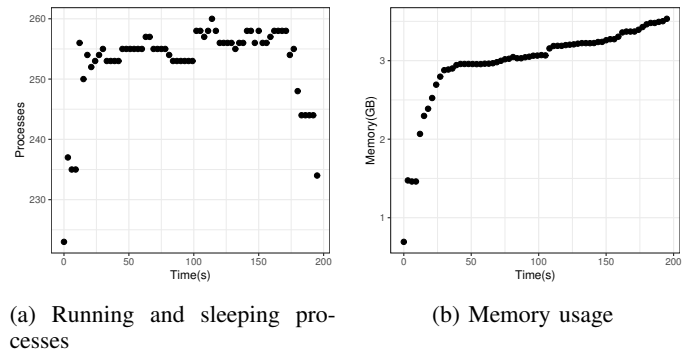 260
250
240
230
Processes
0
50
100
150
200
Time(s)
3
2
1
Memory(GB)
0
50
100
150
200
Time(s)
(a) Running and sleeping pro-
cesses
(b) Memory usage